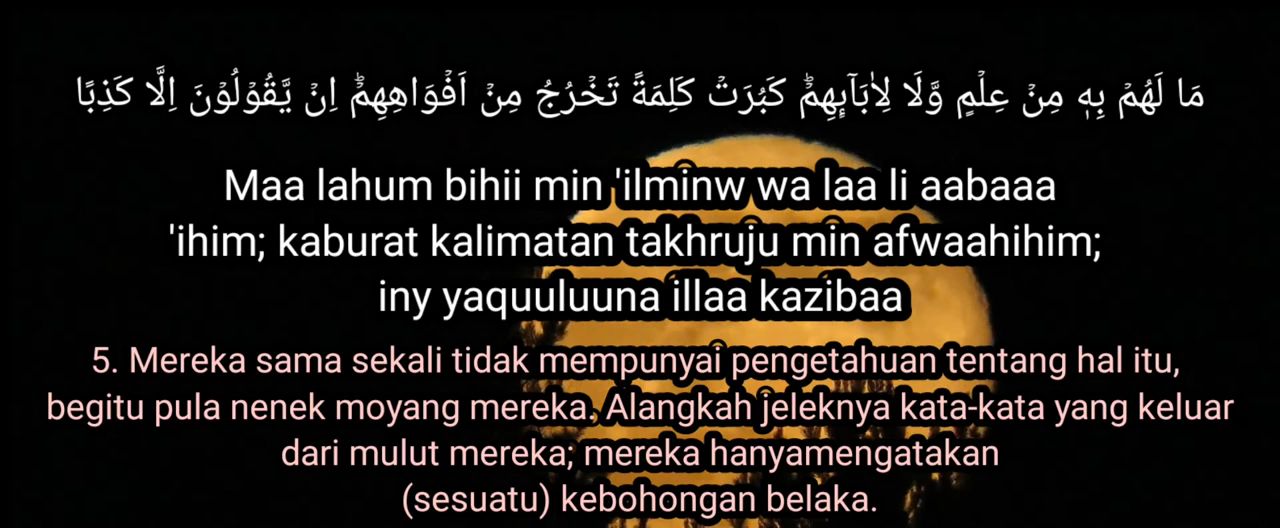 مَا لَهُمۡ بِهٖ مِنۡ عِلۡمٍ وَّلَا لِاٰبَآٮِٕهِمۡ​ؕ كَبُرَتۡ كَلِمَةً تَخۡرُجُ مِنۡ اَفۡوَاهِهِمۡ​ؕ اِنۡ يَّقُوۡلُوۡنَ اِلَّا كَذِبًا
Maa lahum bihii min 'ilminw wa laa li aabaaa
'ihim; kaburat kalimatan takhruju min afwaahihim;
iny yaquuluuna illaa kazibaa
5. Mereka sama sekali tidak mempunyai pengetahuan tentang hal itu,
begitu pula nenek moyang mereka. Alangkah jeleknya kata-kata yang keluar
dari mulut mereka; mereka hanyamengatakan
(sesuatu) kebohongan belaka.